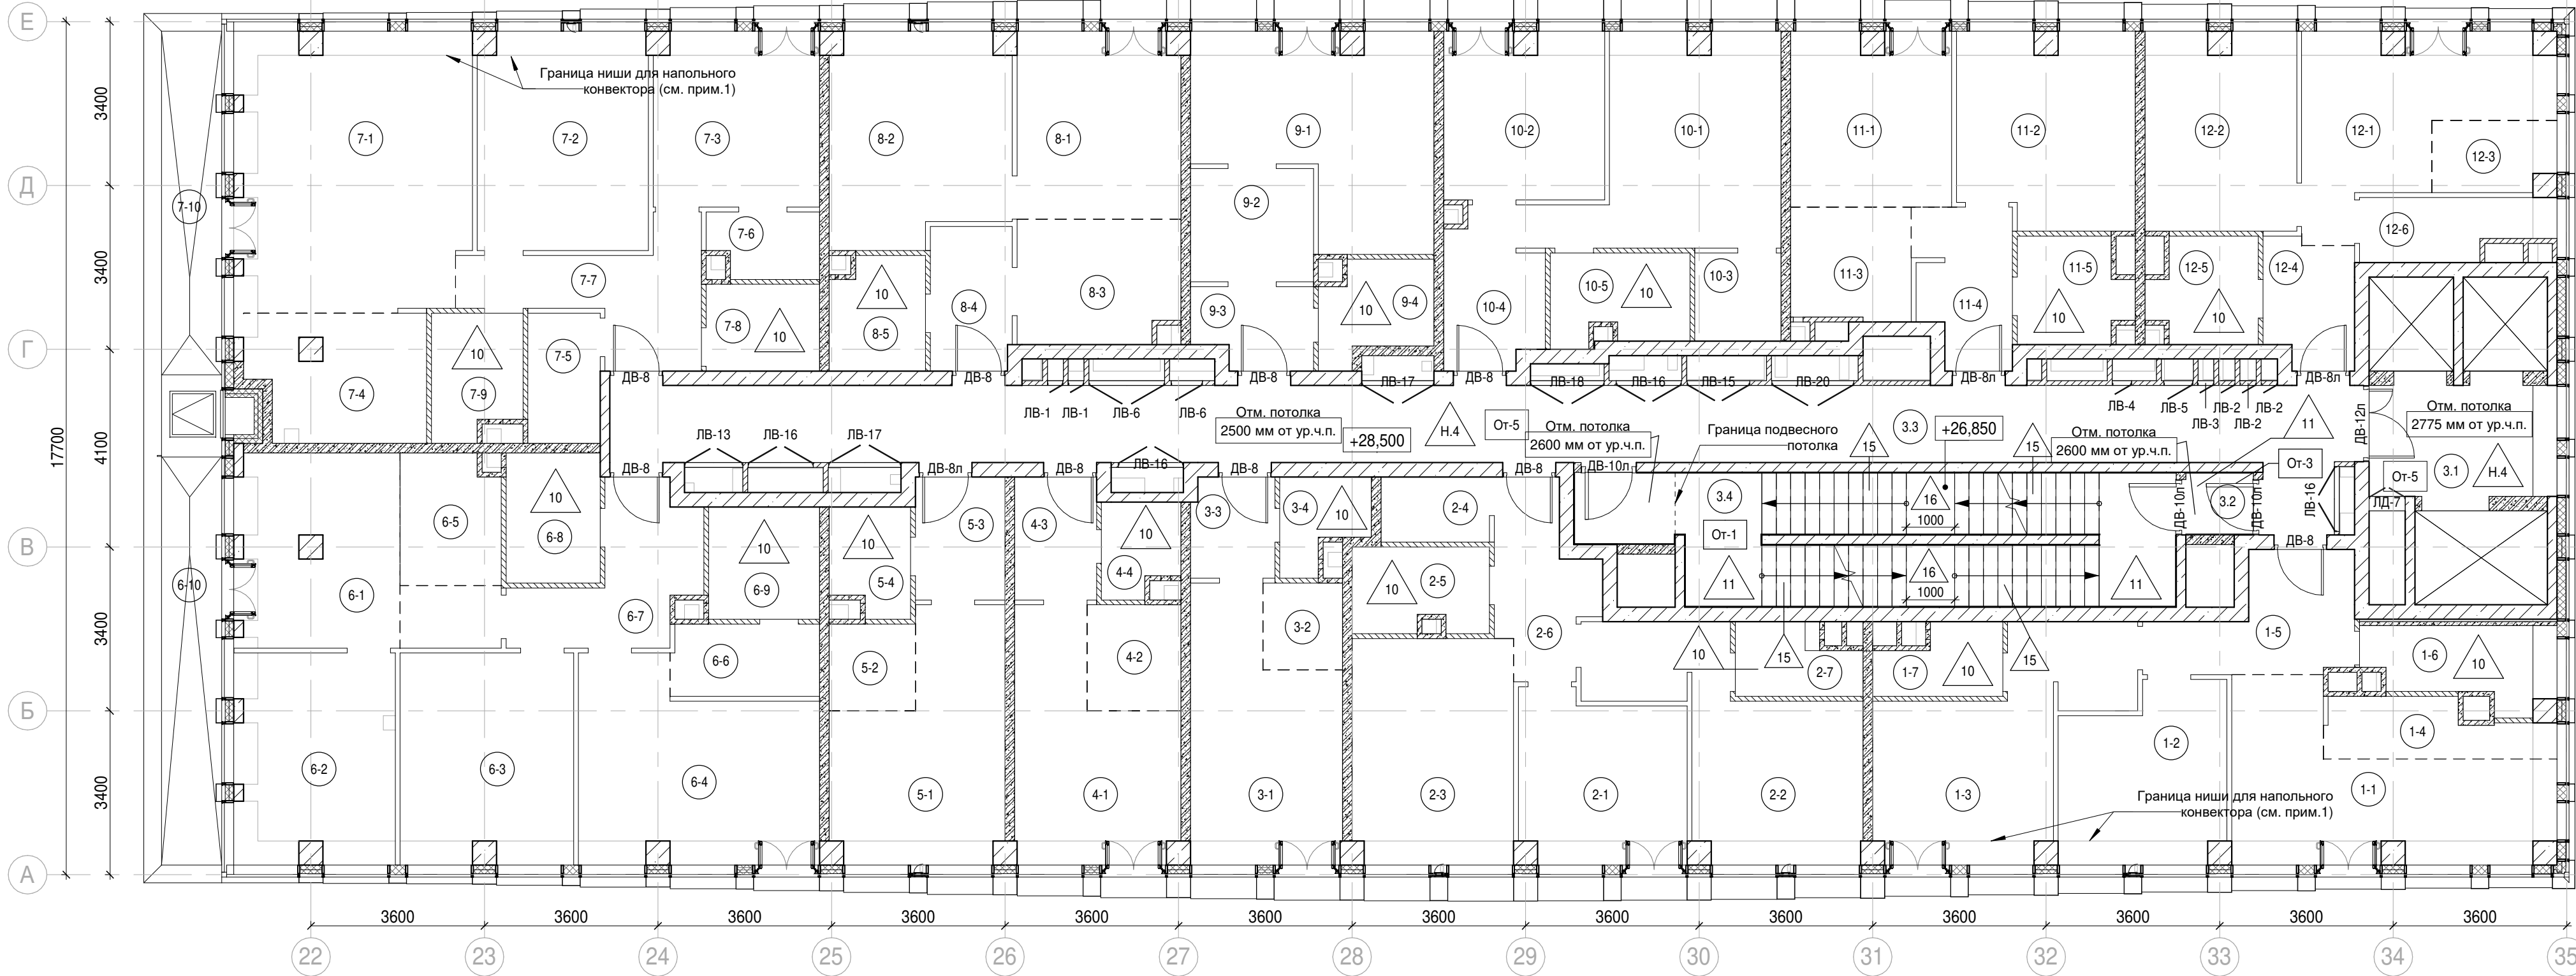 Е
3400
Граница ниши для напольного
конвектора (см. прим.1)
7-1
7-2
7-3
8-2
8-1
9-1
10-2
10-1
11-1
11-2
12-2
12-1
12-3
Д
7-10
7-6
9-2
12-6
3400
7-7
7-8
10
8-5
10
8-4
8-3
9-3
10
9-4
10-4
10-5
10
10-3
11-3
11-4
11-5
10
12-5
10
12-4
Г
7-4
10
7-9
7-5
ДВ-8
ДВ-8
ДВ-8
ЛВ-17
ДВ-8
ЛВ-18
ЛВ-16
ЛВ-15
ЛВ-20
ДВ-8л
ДВ-8л
ЛВ-1
ЛВ-1
ЛВ-6
ЛВ-6
ЛВ-4
ЛВ-5
ЛВ-3
ЛВ-2
ЛВ-2
ЛВ-2
17700
4100
Отм. потолка
2500 мм от ур.ч.п.
+28,500
Н.4
От-5
Отм. потолка
2600 мм от ур.ч.п.
Граница подвесного
потолка
3.3
+26,850
15
15
Отм. потолка
2600 мм от ур.ч.п.
11
ДВ-12л
Отм. потолка
2775 мм от ур.ч.п.
ЛВ-13
ЛВ-16
ЛВ-17
ДВ-8
ДВ-8л
ДВ-8
ЛВ-16
ДВ-8
ДВ-8
ДВ-10л
От-3
ЛВ-16
От-5
ЛД-7
3.1
Н.4
6-5
10
6-8
10
6-9
10
5-4
5-3
4-3
10
4-4
3-3
3-4
10
2-4
3.4
16
1000
ДВ-10л
3.2
ДВ-10л
В
От-1
ДВ-8
6-10
6-1
6-7
10
2-5
11
16
1000
11
3400
6-6
5-2
4-2
3-2
2-6
10
15
2-7
1-7
10
15
1-5
1-6
10
Б
1-4
1-2
3400
6-2
6-3
6-4
5-1
4-1
3-1
2-3
2-1
2-2
1-3
1-1
Граница ниши для напольного
конвектора (см. прим.1)
А
3600
3600
3600
3600
3600
3600
3600
3600
3600
3600
3600
3600
3600
22
23
24
25
26
27
28
29
30
31
32
33
34
35